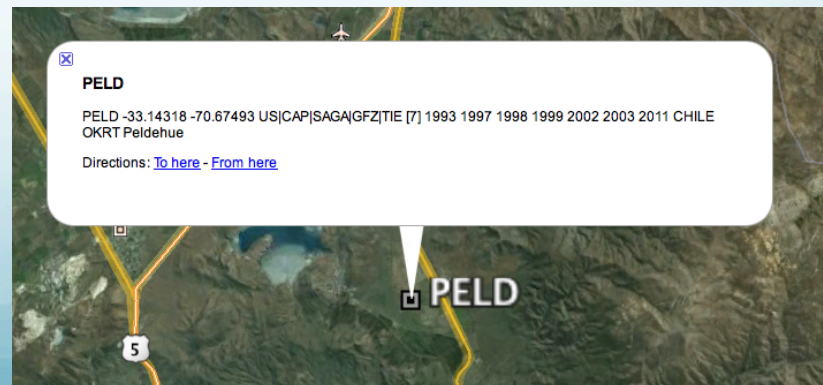 PELD
PELD -33.14318 -70.67493 US|CAP|SAGA|GFZ|TIE [7] 1993 1997 1998 1999 2002 2003 2011 CHILE
OKRT Peldehue
Directions: To here - From here
PELD
5